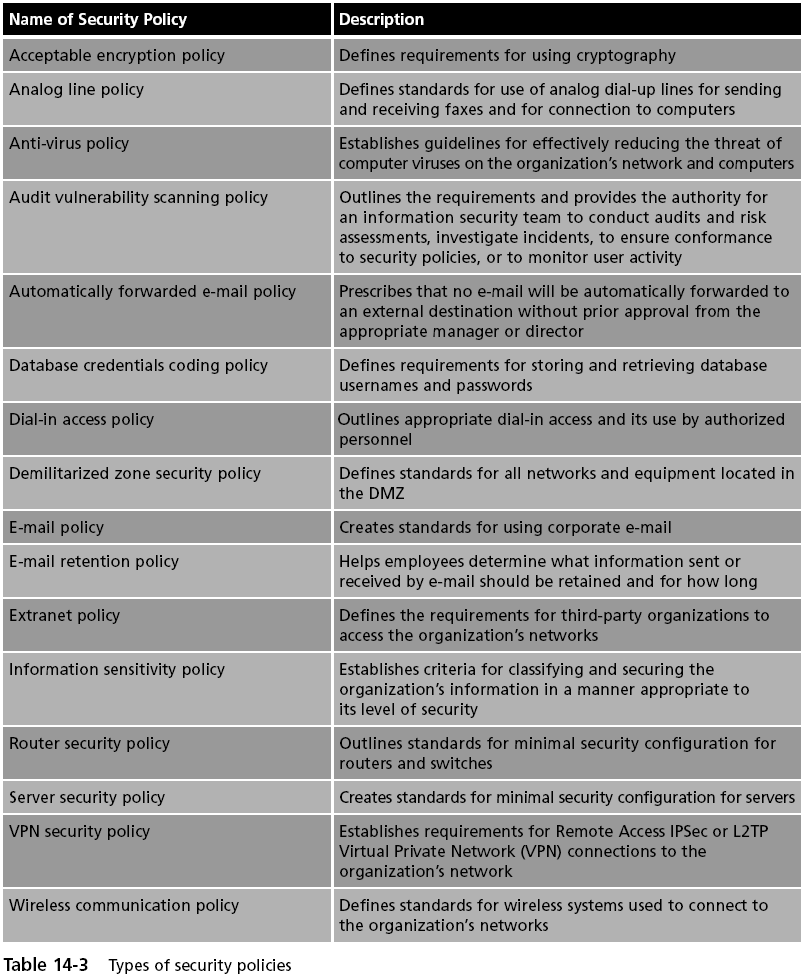 Name of Security Policy Description
Acceptable encryption policy Defines requirements for using cryptography
Analog line policy Defines standards for use of analog dial-up lines for sending
and receiving faxes and for connection to computers
Anti-virus policy Establishes guidelines for effectively reducing the threat of
computer viruses on the organization's network and computers
Audit vulnerability scanning policy Outlines the requirements and provides the authority for
an information security team to conduct audits and risk
assessments, investigate incidents, to ensure conformance
to security policies, or to monitor user activity
Automatically forwarded e-mail policy Prescribes that no e-mail will be automatically forwarded to
an external destination without prior approval from the
appropriate manager or director
Database credentials coding policy Defines requirements for storing and retrieving database
usernames and passwords
Dial-in access policy Outlines appropriate dial-in access and its use by authorized
personnel
Demilitarized zone security policy Defines standards for all networks and equipment located in
the DMZ
E-mail policy Creates standards for using corporate e-mail
E-mail retention policy Helps employees determine what information sent or
received by e-mail should be retained and for how long
Extranet policy Defines the requirements for third-party organizations to
access the organization's networks
Information sensitivity policy Establishes criteria for classifying and securing the
organization's information in a manner appropriate to
its level of security
Router security policy Outlines standards for minimal security configuration for
routers and switches
Server security policy Creates standards for minimal security configuration for servers
VPN security policy Establishes requirements for Remote Access IPSec or L2TP
Virtual Private Network (VPN) connections to the
organization's network
Wireless communication policy Defines standards for wireless systems used to connect to
the organization's networks
Table 14-3 Types of security policies